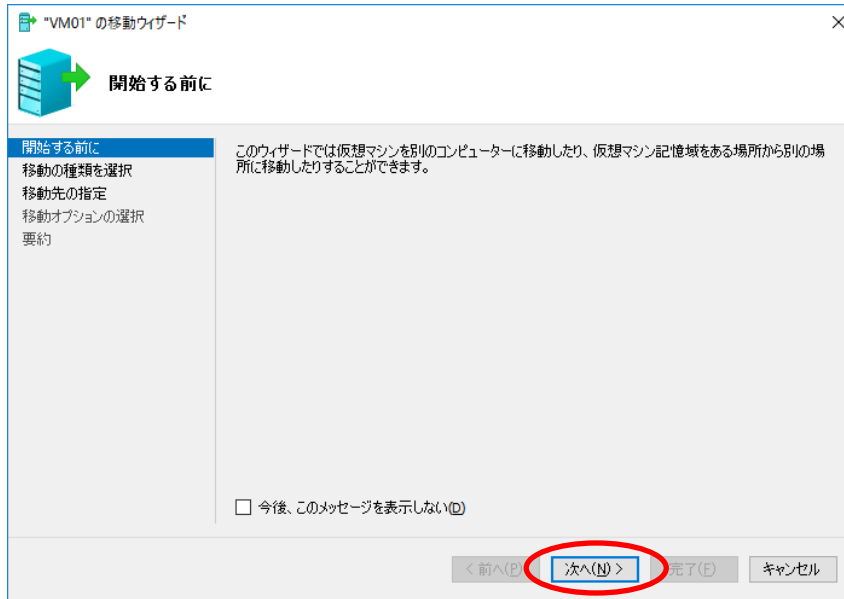 "VM01" の移動ウィザード
開始する前に
開始する前に
移動の種類を選択
移動先の指定
移動オプションの選択
要約
このウィザードでは仮想マシンを別のコンピューターに移動したり、仮想マシン記憶域をある場所から別の場
所に移動したりすることができます。
今後、このメッセージを表示しない(D)
< 前へ(P) 次へ(N) > 完了(F) キャンセル